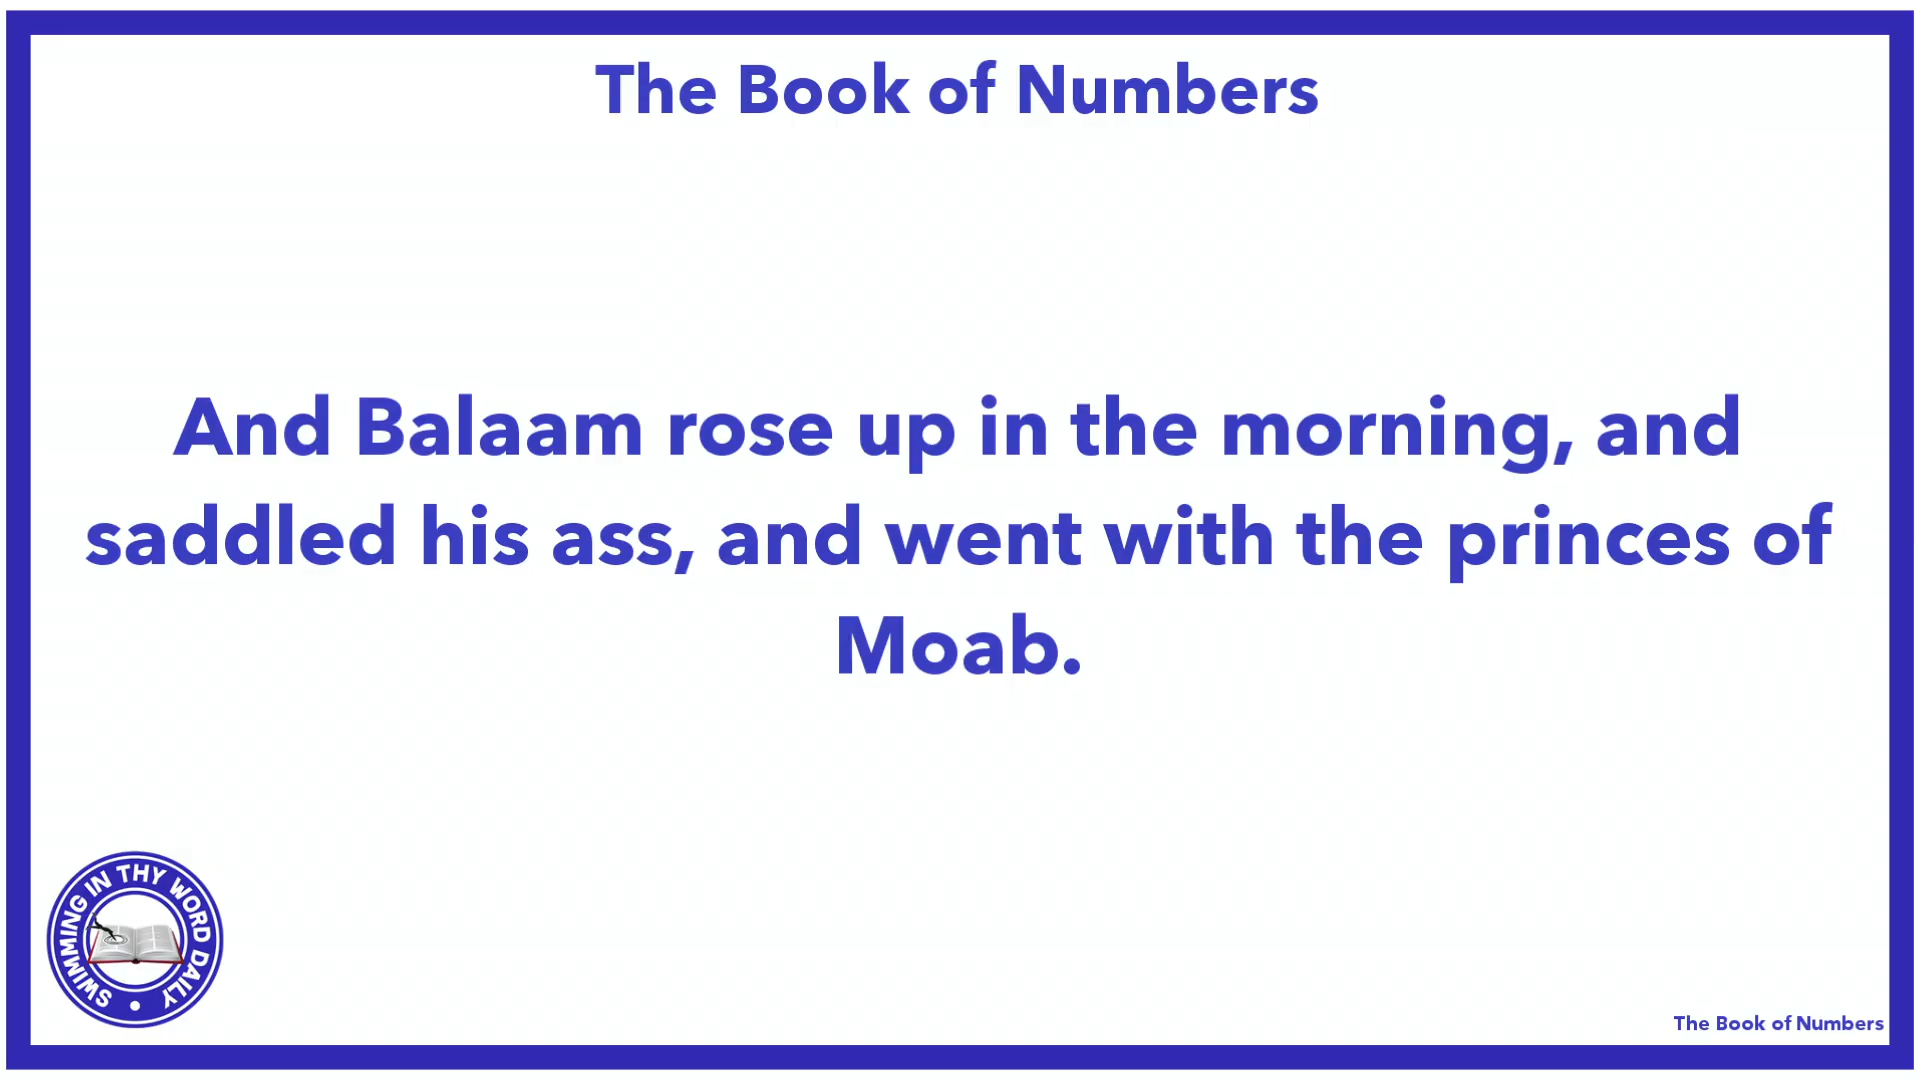 The Book of Numbers
And Balaam rose up in the morning, and
saddled his ass, and went with the princes of
Moab.
SWIMMING IN THY WORD DAILY •
The Book of Numbers